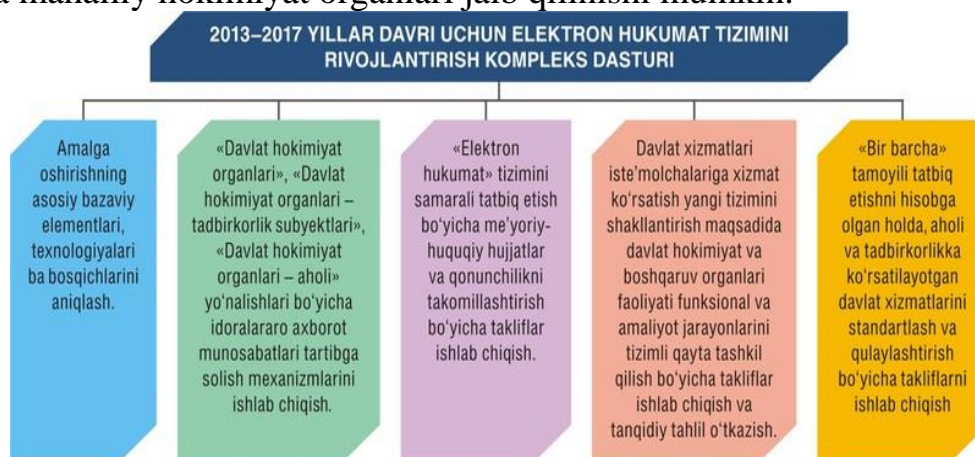 mahalliy hokimiyat organlari jalb qilinishi mumkin.
2013–2017 YILLAR DAVRI UCHUN ELEKTRON HUKUMAT TIZIMINI
RIVOJLANTIRISH KOMPLEKS DASTURI
Amalga
oshirishning
asosiy bazaviy
elementlari,
texnologiyalari
ba bosqichlarini
aniqlash.
«Davlat hokimiyat
organlari», «Davlat
hokimiyat organlari –
tadbirkorlik subyektlari»,
«Davlat hokimiyat
organlari – aholi»
yo‘nalishlari bo‘yicha
idoralararo axborot
munosabatlari tartibga
solish mexanizmlarini
ishlab chiqish.
«Elektron
hukumat» tizimini
samarali tatbiq etish
bo‘yicha me’yoriy-
huquqiy hujjatlar
va qonunchilikni
takomillashtirish
bo‘yicha takliflar
ishlab chiqish.
Davlat xizmatlari
iste’molchalariga xizmat
ko‘rsatish yangi tizimini
shakllantirish maqsadida
davlat hokimiyat va
boshqaruv organlari
faoliyati funksional va
amaliyot jarayonlarini
tizimli qayta tashkil
qilish bo‘yicha takliflar
ishlab chiqish va
tanqidiy tahlil o‘tkazish.
«Bir barcha»
tamoyili tatbiq
etishni hisobga
olgan holda, aholi
va tadbirkorlikka
ko‘rsatilayotgan
davlat xizmatlarini
standartlash va
qulaylashtirish
bo‘yicha takliflarni
ishlab chiqish